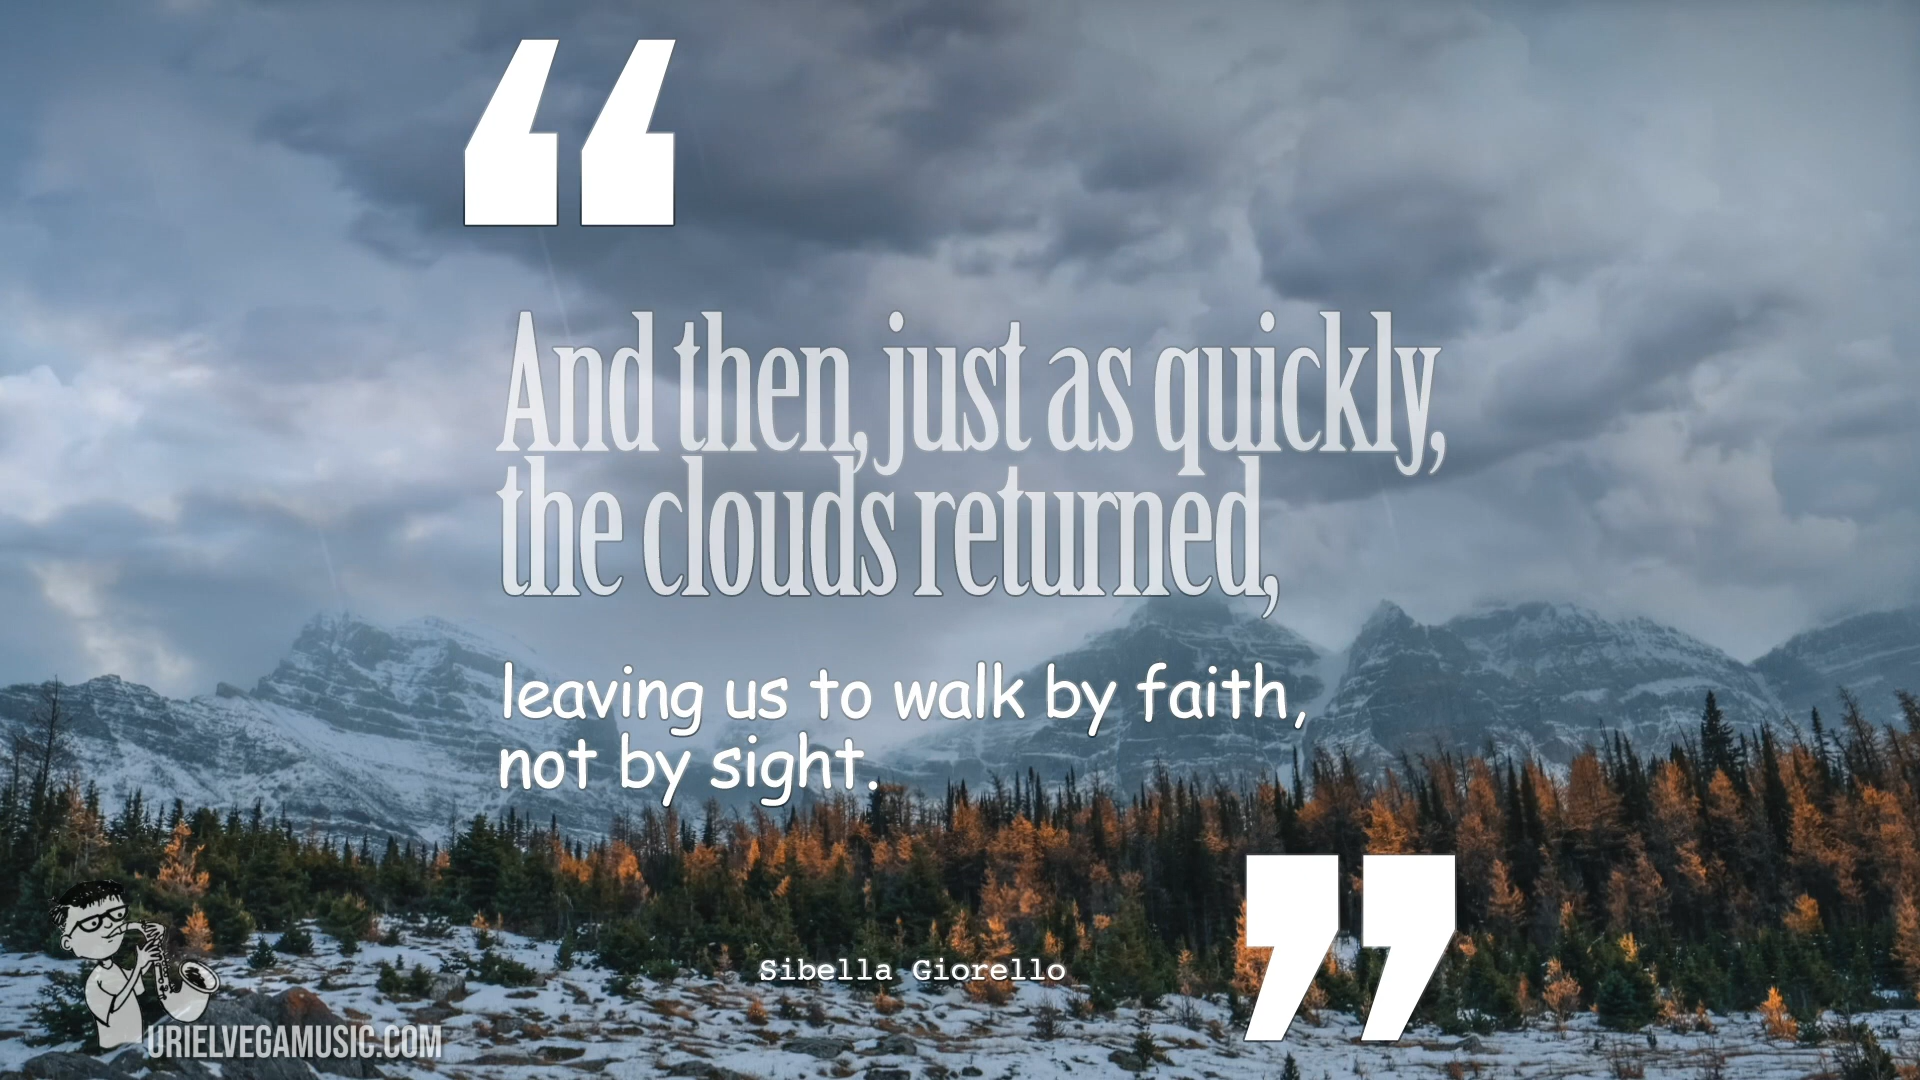 “
And then, just as quickly,
the clouds returned,
leaving us to walk by faith,
not by sight.
”
Sibella Giorello
URIELVEGAMUSIC.COM